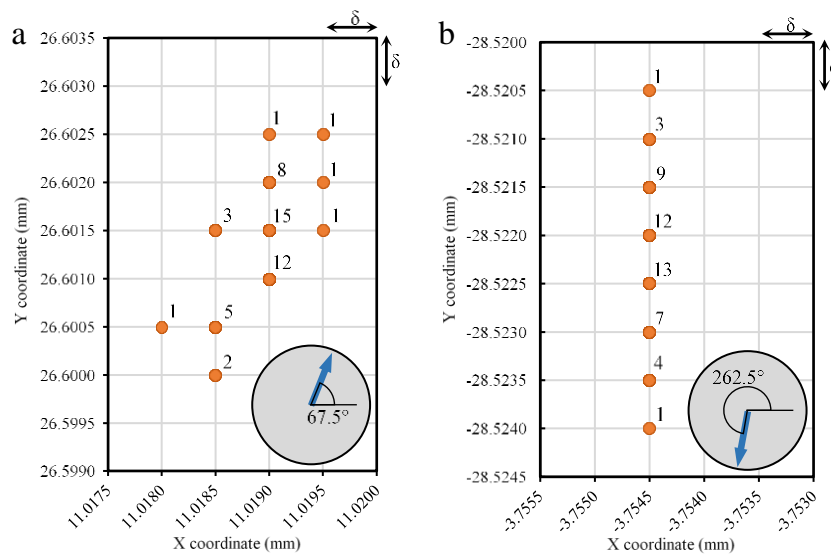 a
δ
δ
26.6035
26.6030
26.6025
26.6020
26.6015
26.6010
26.6005
26.6000
26.5995
26.5990
Y coordinate (mm)
1 1
8 1
3 15 1
12
1 5
2
67.5°
11.0175 11.0180 11.0185 11.0190 11.0195 11.0200
X coordinate (mm)
b
δ
-28.5200
-28.5205
-28.5210
-28.5215
-28.5220
-28.5225
-28.5230
-28.5235
-28.5240
-28.5245
Y coordinate (mm)
1
3
9
12
13
7
4
1
262.5°
-3.7555 -3.7550 -3.7545 -3.7540 -3.7535 -3.7530
X coordinate (mm)